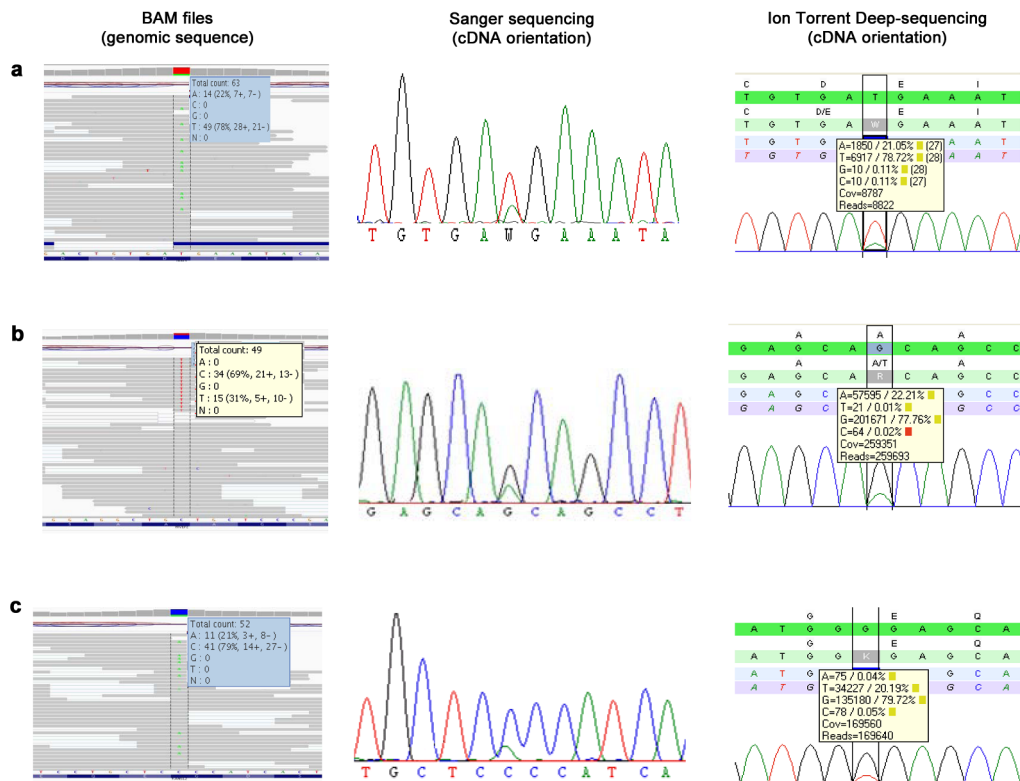 BAM files
(genomic sequence)
Sanger sequencing
(cDNA orientation)
Ion Torrent Deep-sequencing
(cDNA orientation)
a
Total count: 63
A : 14 (22%, 7+, 7-)
C : 0
G : 0
T : 49 (78%, 28+, 21-)
N : 0
T G T G A W G A A A T A
C D E I
T G T G A T G A A A T
C D/E E I
T G T G A W G A A A T
T G T G A A T
T G T G A A T
A=1850 / 21.05% (27)
T=6917 / 78.72% (28)
G=10 / 0.11% (28)
C=10 / 0.11% (27)
Cov=8787
Reads=8822
b
Total count: 49
A : 0
C : 34 (69%, 21+, 13-)
G : 0
T : 15 (31%, 5+, 10-)
N : 0
G A G C A G C A G C C T
A A A
G A G C A G C A G C C
A A/T A
G A G C A R C A G C C
G A G C G C C
G A G C G C C
A=57595 / 22.21%
T=21 / 0.01%
G=201671 / 77.76%
C=64 / 0.02%
Cov=259351
Reads=259693
c
Total count: 52
A : 11 (21%, 3+, 8-)
C : 41 (79%, 14+, 27-)
G : 0
T : 0
N : 0
T G C T C C C C A T C A
G E Q
A T G G G G A G C A
G E Q
A T G G K G A G C A
A T G G C A
A T G G C A
A=75 / 0.04%
T=34227 / 20.19%
G=135180 / 79.72%
C=78 / 0.05%
Cov=169560
Reads=169640